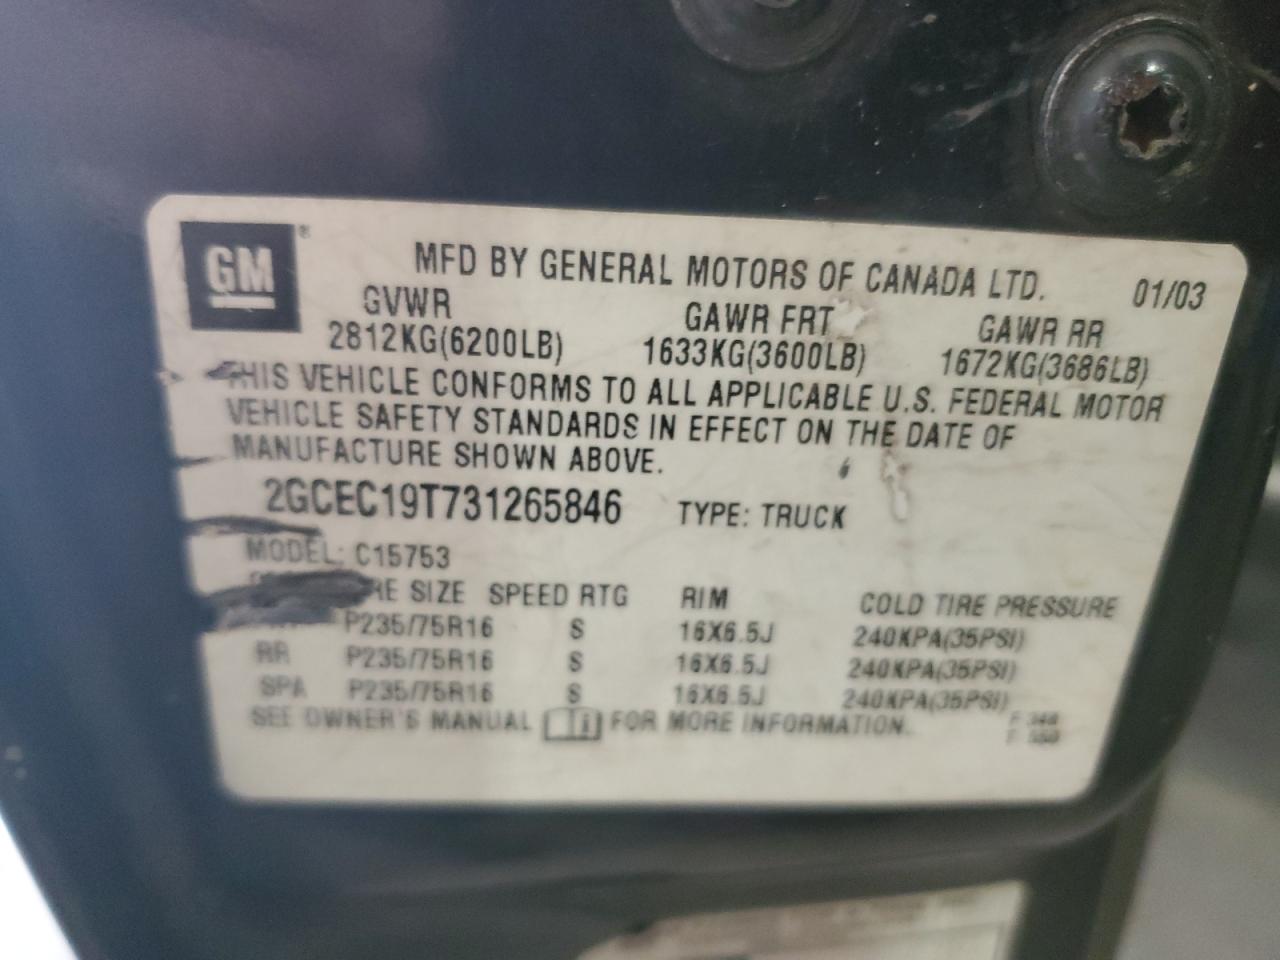 GM ®
MFD BY GENERAL MOTORS OF CANADA LTD. 01/03
GVWR GAWR FRT GAWR RR
2812KG(6200LB) 1633KG(3600LB) 1672KG(3686LB)
THIS VEHICLE CONFORMS TO ALL APPLICABLE U.S. FEDERAL MOTOR
VEHICLE SAFETY STANDARDS IN EFFECT ON THE DATE OF
MANUFACTURE SHOWN ABOVE.
2GCEC19T731265846 TYPE: TRUCK
MODEL: C15753
SIZE SPEED RTG RIM COLD TIRE PRESSURE
P235/75R16 S 16X6.5J 240KPA(35PSI)
RR P235/75R16 S 16X6.5J 240KPA(35PSI)
SPA P235/75R16 S 16X6.5J 240KPA(35PSI)
SEE OWNER'S MANUAL FOR MORE INFORMATION.